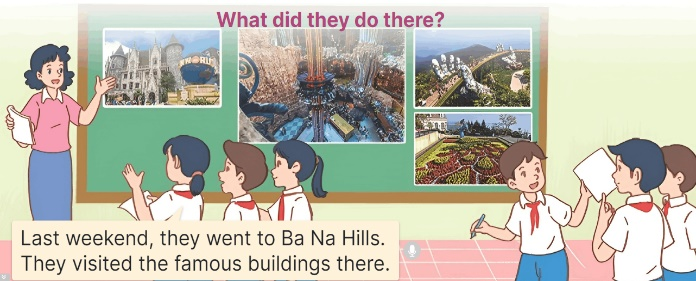 What did they do there?
Last weekend, they went to Ba Na Hills.
They visited the famous buildings there.